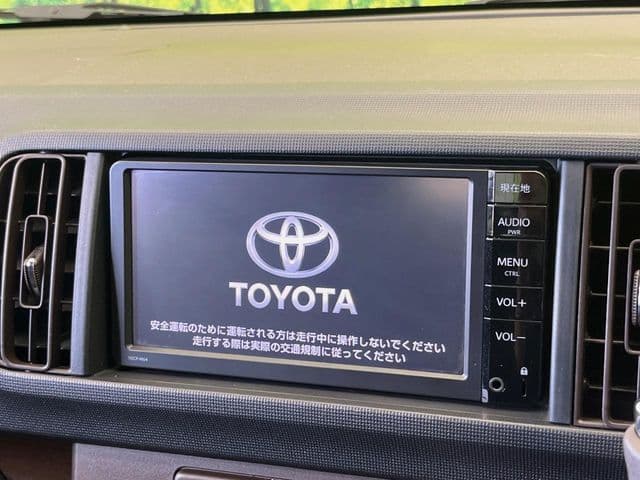 TOYOTA
安全運転のために運転される方は走行中に操作しないでください
走行する際は実際の交通規制に従ってください
NSCP-W64
現在地
AUDIO
PWR
MENU
CTRL
VOL+
VOL−